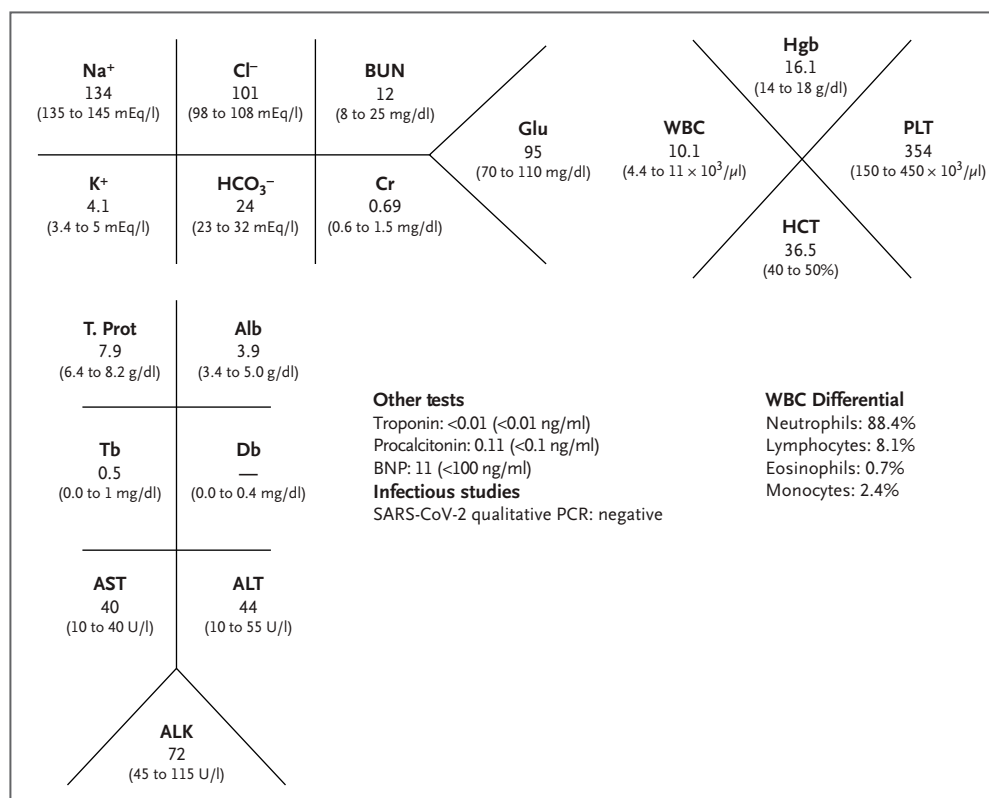 Na⁺
134
(135 to 145 mEq/l)
Cl⁻
101
(98 to 108 mEq/l)
BUN
12
(8 to 25 mg/dl)
Glu
95
(70 to 110 mg/dl)
K⁺
4.1
(3.4 to 5 mEq/l)
HCO₃⁻
24
(23 to 32 mEq/l)
Cr
0.69
(0.6 to 1.5 mg/dl)
Hgb
16.1
(14 to 18 g/dl)
WBC
10.1
(4.4 to 11 × 10³/µl)
PLT
354
(150 to 450 × 10³/µl)
HCT
36.5
(40 to 50%)
T. Prot
7.9
(6.4 to 8.2 g/dl)
Alb
3.9
(3.4 to 5.0 g/dl)
Tb
0.5
(0.0 to 1 mg/dl)
Db
—
(0.0 to 0.4 mg/dl)
AST
40
(10 to 40 U/l)
ALT
44
(10 to 55 U/l)
ALK
72
(45 to 115 U/l)
Other tests
Troponin: <0.01 (<0.01 ng/ml)
Procalcitonin: 0.11 (<0.1 ng/ml)
BNP: 11 (<100 ng/ml)
Infectious studies
SARS-CoV-2 qualitative PCR: negative
WBC Differential
Neutrophils: 88.4%
Lymphocytes: 8.1%
Eosinophils: 0.7%
Monocytes: 2.4%